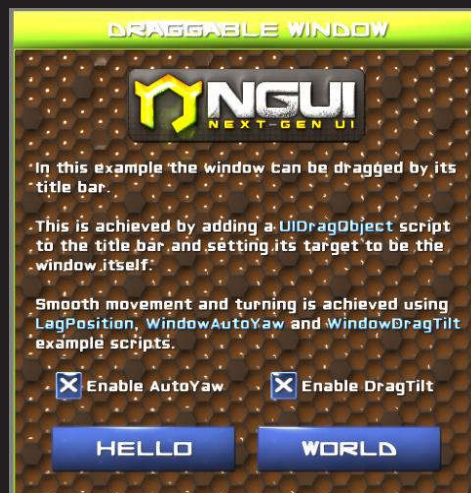 DRAGGABLE WINDOW
NGUI
NEXT-GEN UI
In this example the window can be dragged by its
title bar.
This is achieved by adding a UIDragObject script
to the title bar and setting its target to be the
window itself.
Smooth movement and turning is achieved using
LagPosition, WindowAutoYaw and WindowDragTilt
example scripts.
Enable AutoYaw Enable DragTilt
HELLO WORLD